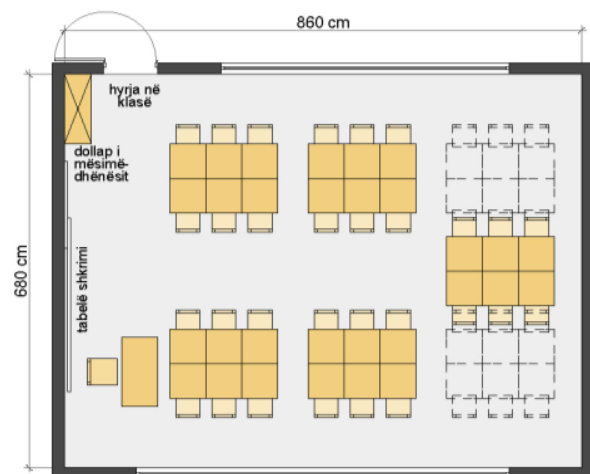 860 cm
hyrja në
klasë
dollap i
mësimë-
dhënësit
680 cm
tabelë shkrimi